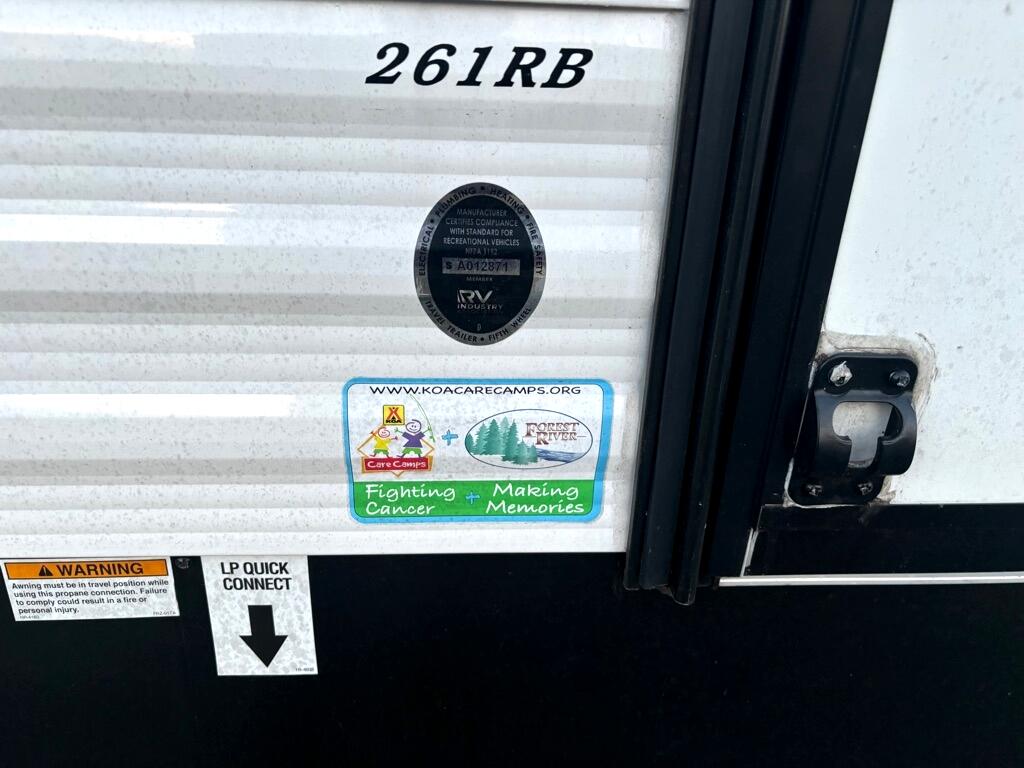 261RB
ELECTRICAL • PLUMBING • HEATING • FIRE SAFETY
MANUFACTURER
CERTIFIES COMPLIANCE
WITH STANDARD FOR
RECREATIONAL VEHICLES
NFPA 1192
S A012871
MEMBER
RV
INDUSTRY
TRAVEL TRAILER • FIFTH WHEEL
WWW.KOACARECAMPS.ORG
KOA
Care Camps
+
FOREST
RIVER
Fighting
Cancer
+
Making
Memories
WARNING
Awning must be in travel position while
using this propane connection. Failure
to comply could result in a fire or
personal injury.
LP QUICK
CONNECT